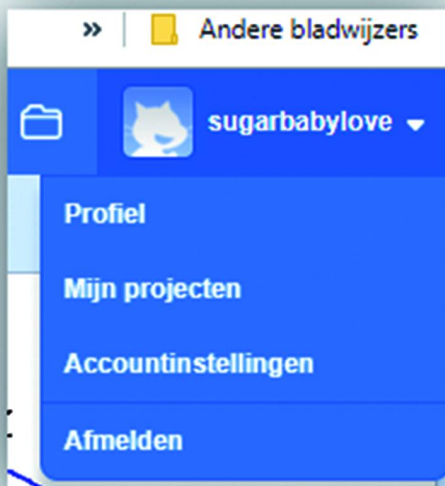 » Andere bladwijzers
sugarbabylove
Profiel
Mijn projecten
Accountinstellingen
Afmelden